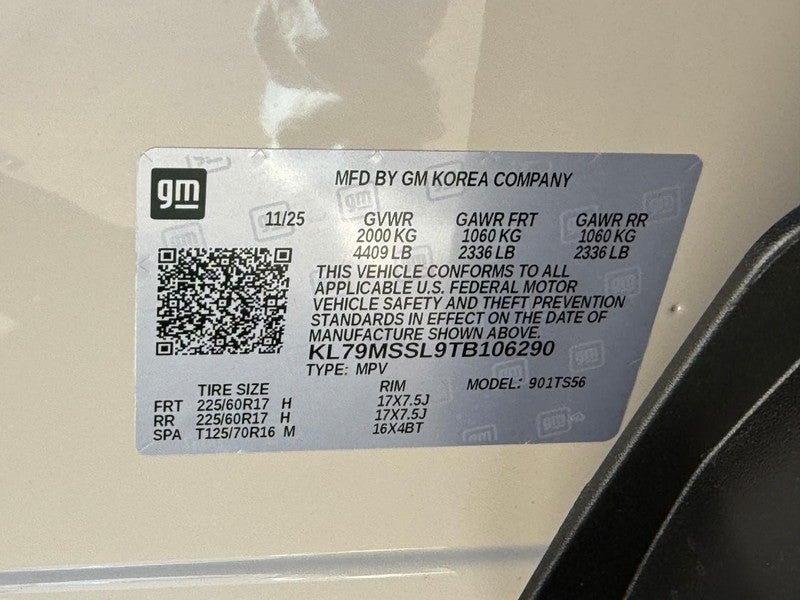 gm
MFD BY GM KOREA COMPANY
11/25 GVWR GAWR FRT GAWR RR
2000 KG 1060 KG 1060 KG
4409 LB 2336 LB 2336 LB
THIS VEHICLE CONFORMS TO ALL
APPLICABLE U.S. FEDERAL MOTOR
VEHICLE SAFETY AND THEFT PREVENTION
STANDARDS IN EFFECT ON THE DATE OF
MANUFACTURE SHOWN ABOVE.
KL79MSSL9TB106290
TYPE: MPV MODEL: 901TS56
TIRE SIZE RIM
FRT 225/60R17 H 17X7.5J
RR 225/60R17 H 17X7.5J
SPA T125/70R16 M 16X4BT